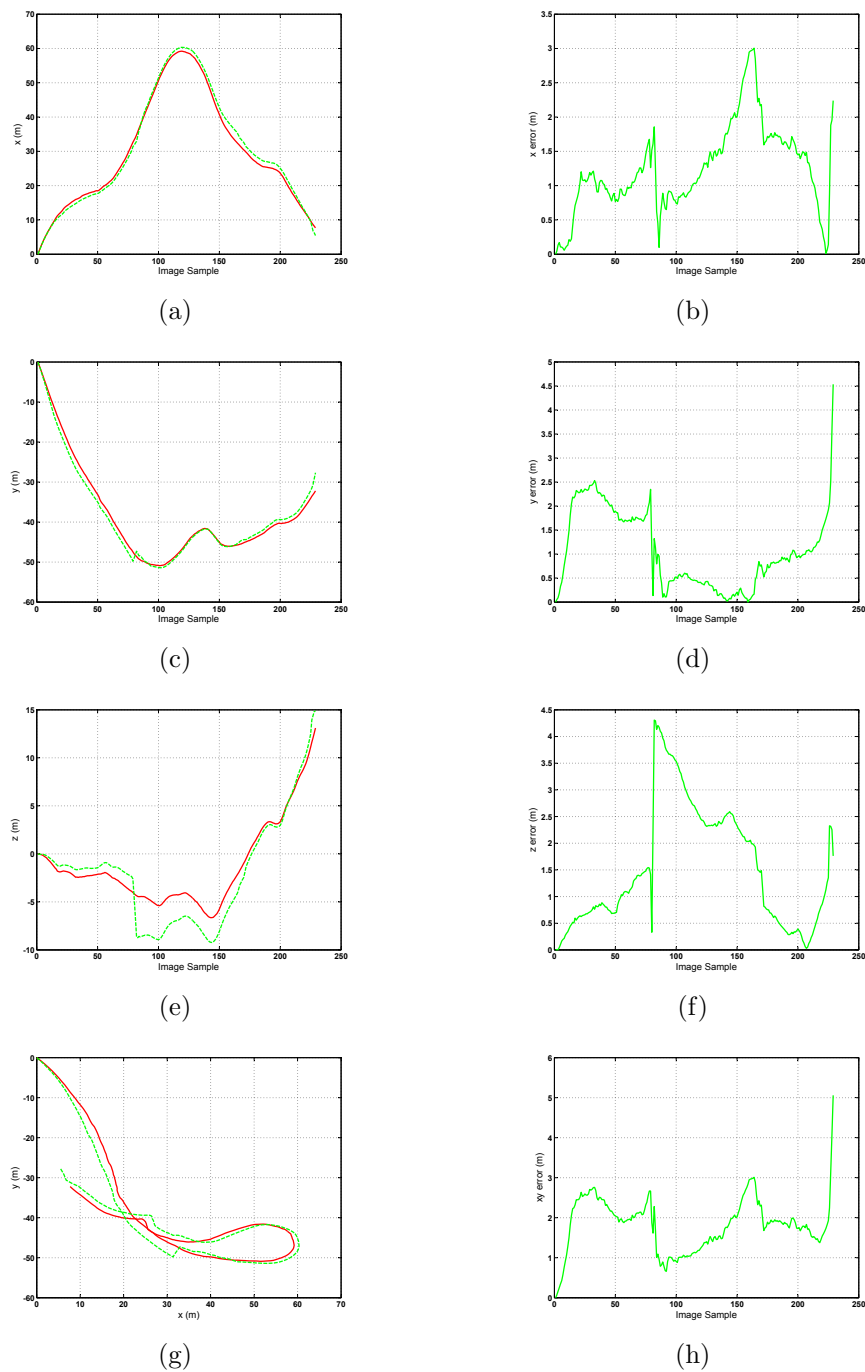 70
60
50
40
30
20
10
0
x (m)
0 50 100 150 200 250
Image Sample
(a)
3.5
3
2.5
2
1.5
1
0.5
0
x error (m)
0 50 100 150 200 250
Image Sample
(b)
0
-10
-20
-30
-40
-50
-60
y (m)
0 50 100 150 200 250
Image Sample
(c)
5
4.5
4
3.5
3
2.5
2
1.5
1
0.5
0
y error (m)
0 50 100 150 200 250
Image Sample
(d)
15
10
5
0
-5
-10
z (m)
0 50 100 150 200 250
Image Sample
(e)
4.5
4
3.5
3
2.5
2
1.5
1
0.5
0
z error (m)
0 50 100 150 200 250
Image Sample
(f)
0
-10
-20
-30
-40
-50
-60
y (m)
0 10 20 30 40 50 60 70
x (m)
(g)
6
5
4
3
2
1
0
xy error (m)
0 50 100 150 200 250
Image Sample
(h)